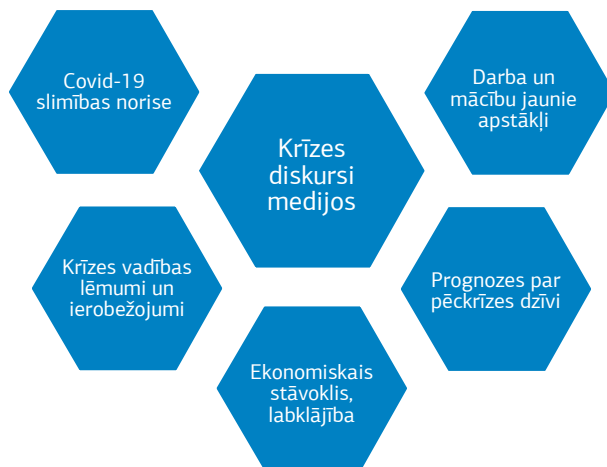 Covid-19
slimības norise
Krīzes
diskursi
medijos
Darba un
mācību jaunie
apstākļi
Krīzes vadības
lēmumi un
ierobežojumi
Prognozes par
pēckrīzes dzīvi
Ekonomiskais
stāvoklis,
labklājība